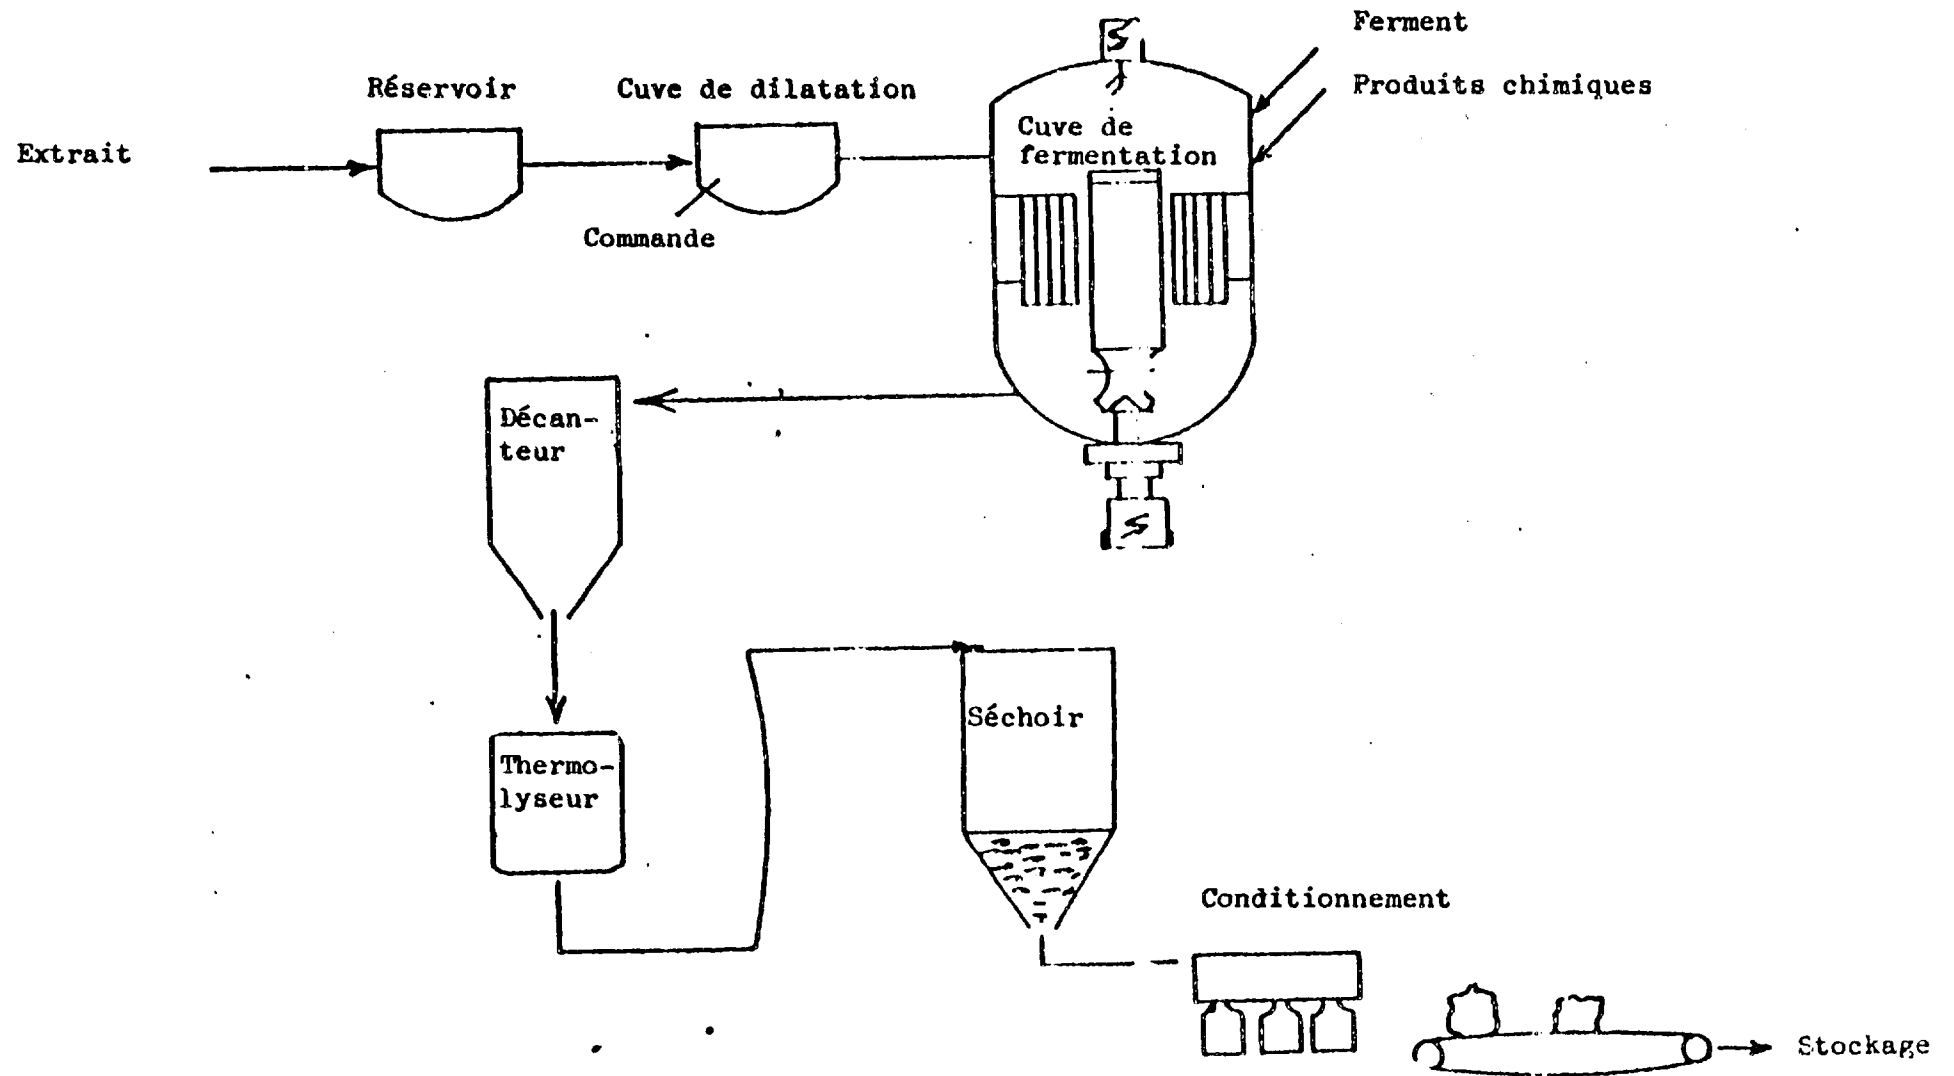 Ferment
Réservoir
Cuve de dilatation
Produits chimiques
Extrait
Cuve de
fermentation
Commande
Décan-
teur
Thermo-
lyseur
Séchoir
Conditionnement
Stockage